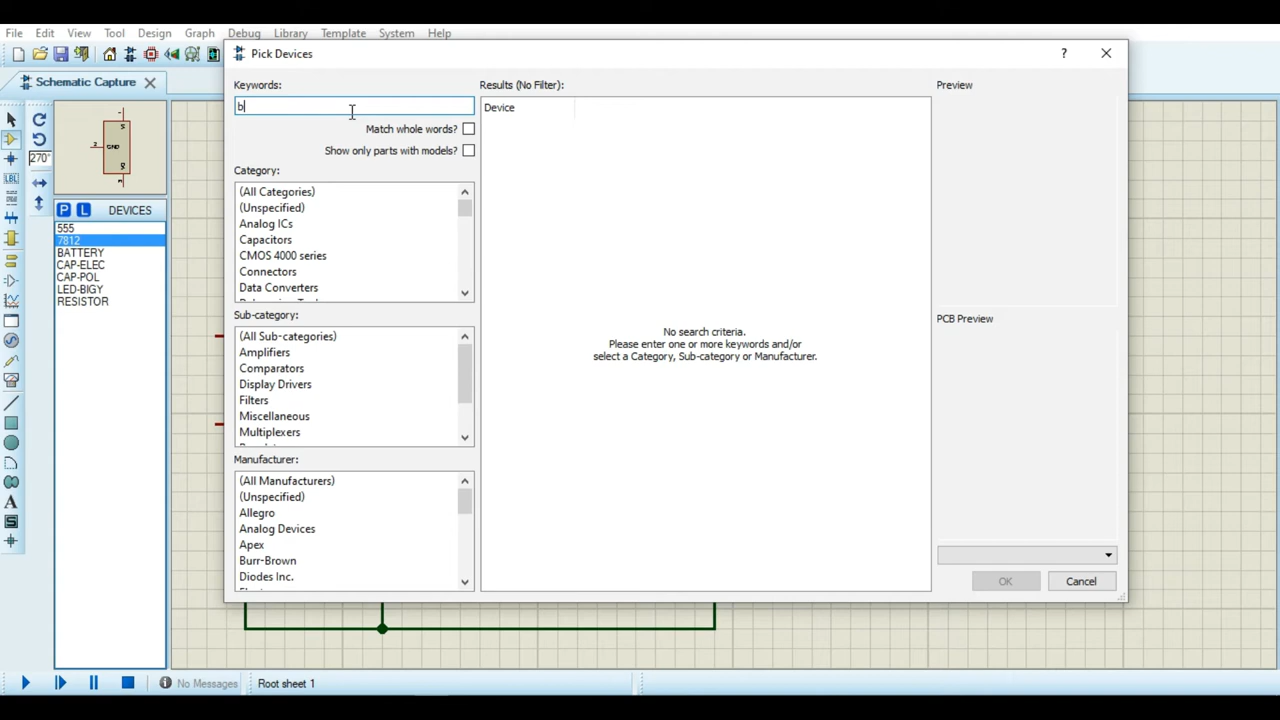 File Edit View Tool Design Graph Debug Library Template System Help
Pick Devices ?
Schematic Capture
Keywords:
b
Match whole words?
Show only parts with models?
Category:
(All Categories)
(Unspecified)
Analog ICs
Capacitors
CMOS 4000 series
Connectors
Data Converters
Sub-category:
(All Sub-categories)
Amplifiers
Comparators
Display Drivers
Filters
Miscellaneous
Multiplexers
Manufacturer:
(All Manufacturers)
(Unspecified)
Allegro
Analog Devices
Apex
Burr-Brown
Diodes Inc.
Results (No Filter):
Device
No search criteria.
Please enter one or more keywords and/or
select a Category, Sub-category or Manufacturer.
Preview
PCB Preview
OK Cancel
270°
LBL
GND
P L DEVICES
555
7812
BATTERY
CAP-ELEC
CAP-POL
LED-BIGY
RESISTOR
A
S
No Messages Root sheet 1